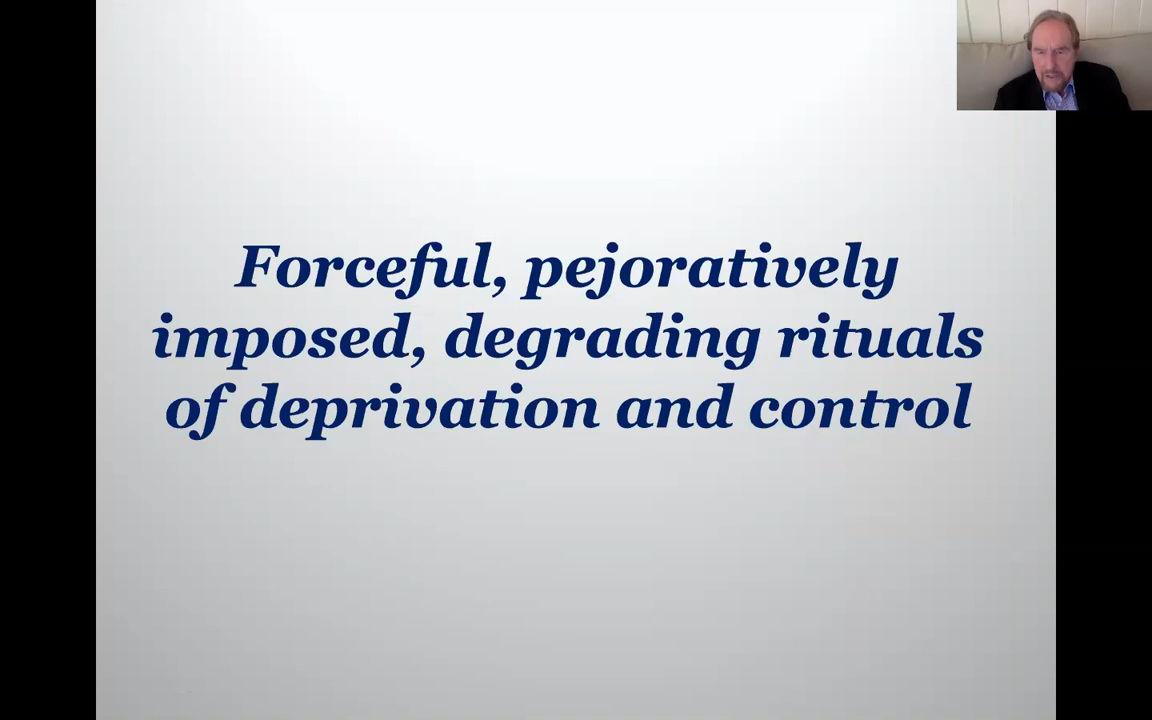 Forceful, pejoratively
imposed, degrading rituals
of deprivation and control